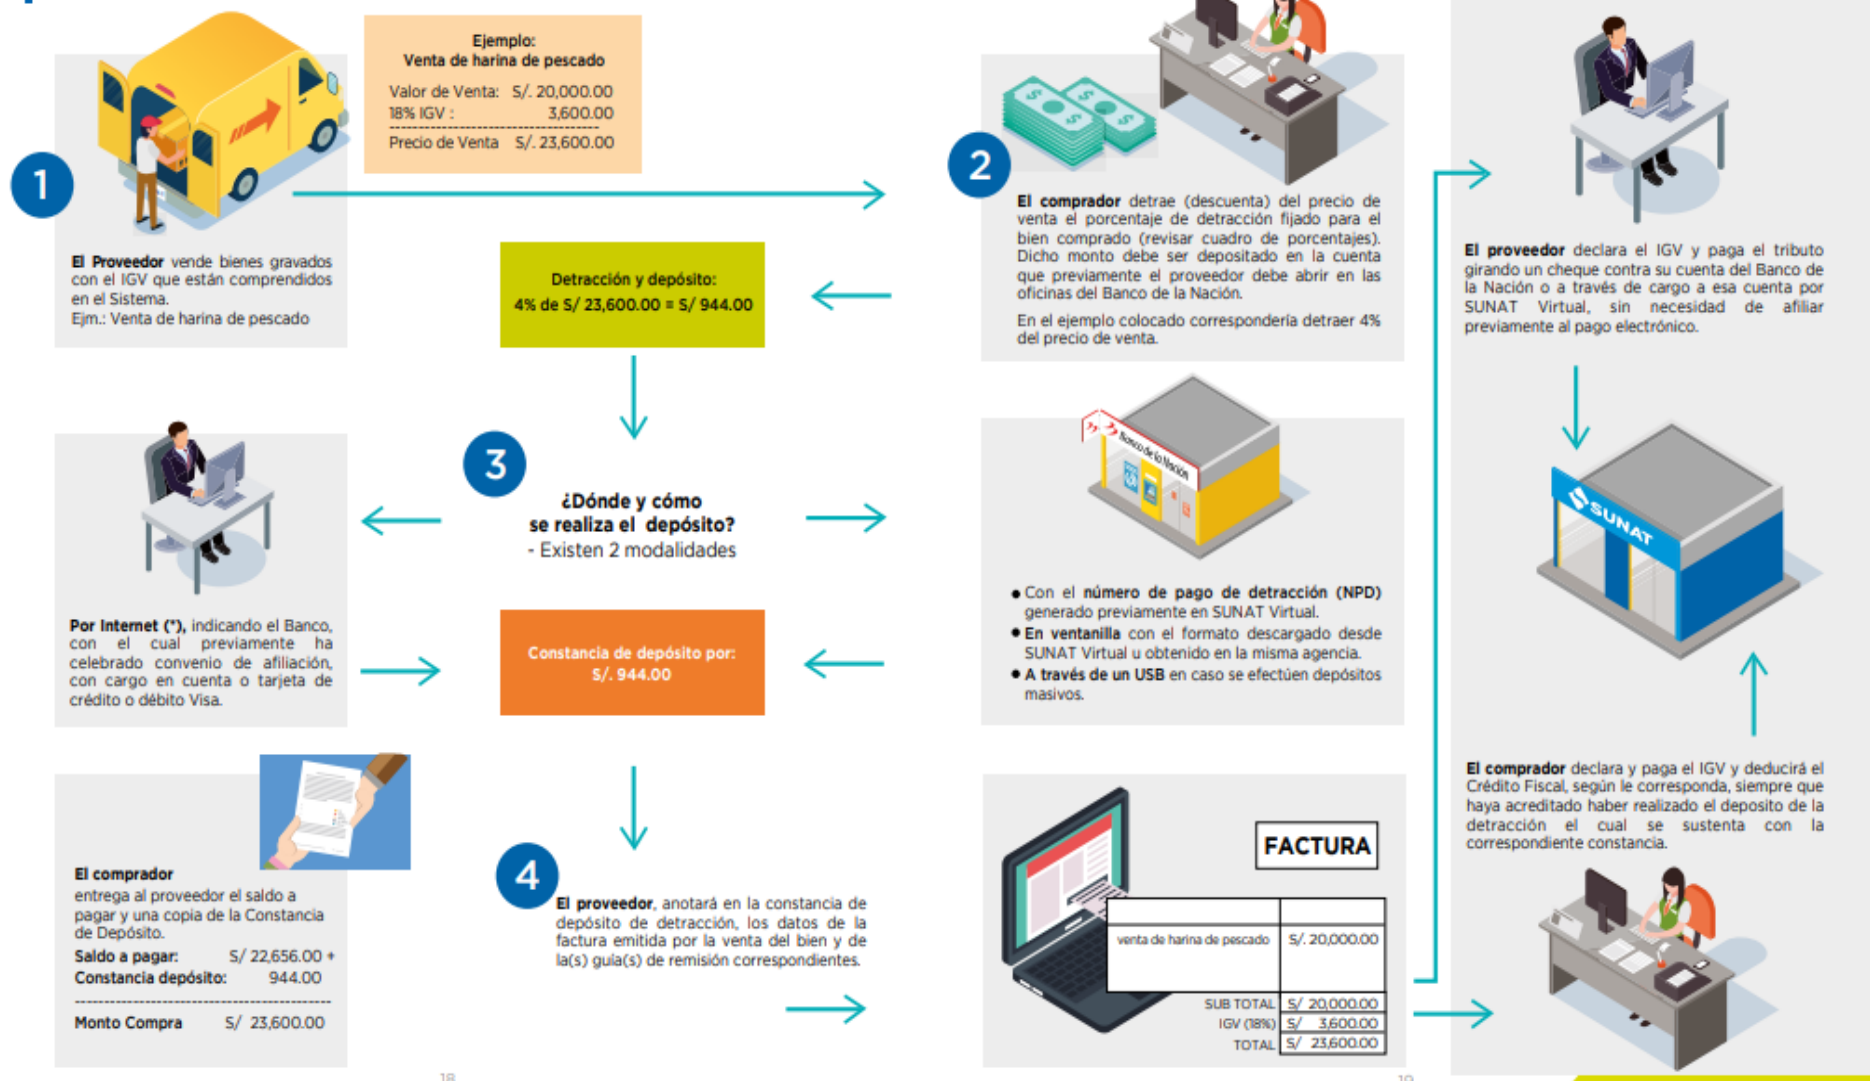 Ejemplo:
Venta de harina de pescado
Valor de Venta: S/. 20,000.00
18% IGV : 3,600.00
Precio de Venta S/. 23,600.00
1
El Proveedor vende bienes gravados
con el IGV que están comprendidos
en el Sistema.
Ejm.: Venta de harina de pescado
2
El comprador detrae (descuenta) del precio de
venta el porcentaje de detracción fijado para el
bien comprado (revisar cuadro de porcentajes).
Dicho monto debe ser depositado en la cuenta
que previamente el proveedor debe abrir en las
oficinas del Banco de la Nación.
En el ejemplo colocado correspondería detraer 4%
del precio de venta.
Detracción y depósito:
4% de S/ 23,600.00 = S/ 944.00
3
¿Dónde y cómo
se realiza el depósito?
- Existen 2 modalidades
Por Internet (*), indicando el Banco,
con el cual previamente ha
celebrado convenio de afiliación,
con cargo en cuenta o tarjeta de
crédito o débito Visa.
Banco de la Nación
● Con el número de pago de detracción (NPD)
generado previamente en SUNAT Virtual.
● En ventanilla con el formato descargado desde
SUNAT Virtual u obtenido en la misma agencia.
● A través de un USB en caso se efectúen depósitos
masivos.
Constancia de depósito por:
S/. 944.00
El comprador
entrega al proveedor el saldo a
pagar y una copia de la Constancia
de Depósito.
Saldo a pagar: S/ 22,656.00 +
Constancia depósito: 944.00
Monto Compra S/ 23,600.00
4
El proveedor, anotará en la constancia de
depósito de detracción, los datos de la
factura emitida por la venta del bien y de
la(s) guía(s) de remisión correspondientes.
FACTURA
venta de harina de pescado S/. 20,000.00
SUB TOTAL S/ 20,000.00
IGV (18%) S/ 3,600.00
TOTAL S/ 23,600.00
El proveedor declara el IGV y paga el tributo
girando un cheque contra su cuenta del Banco de
la Nación o a través de cargo a esa cuenta por
SUNAT Virtual, sin necesidad de afiliar
previamente al pago electrónico.
SUNAT
El comprador declara y paga el IGV y deducirá el
Crédito Fiscal, según le corresponda, siempre que
haya acreditado haber realizado el deposito de la
detracción el cual se sustenta con la
correspondiente constancia.
18
19